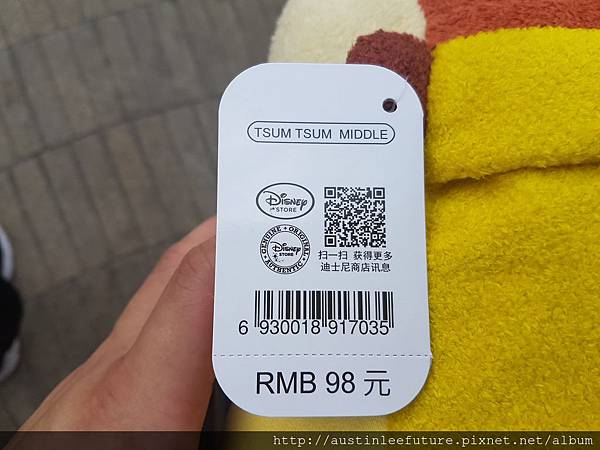 TSUM TSUM MIDDLE
Disney
STORE
GENUINE • ORIGINAL
Disney
STORE
AUTHENTIC
扫一扫 获得更多
迪士尼商店讯息
6 930018 917035
RMB 98 元
http://austinleefuture.pixnet.net/album